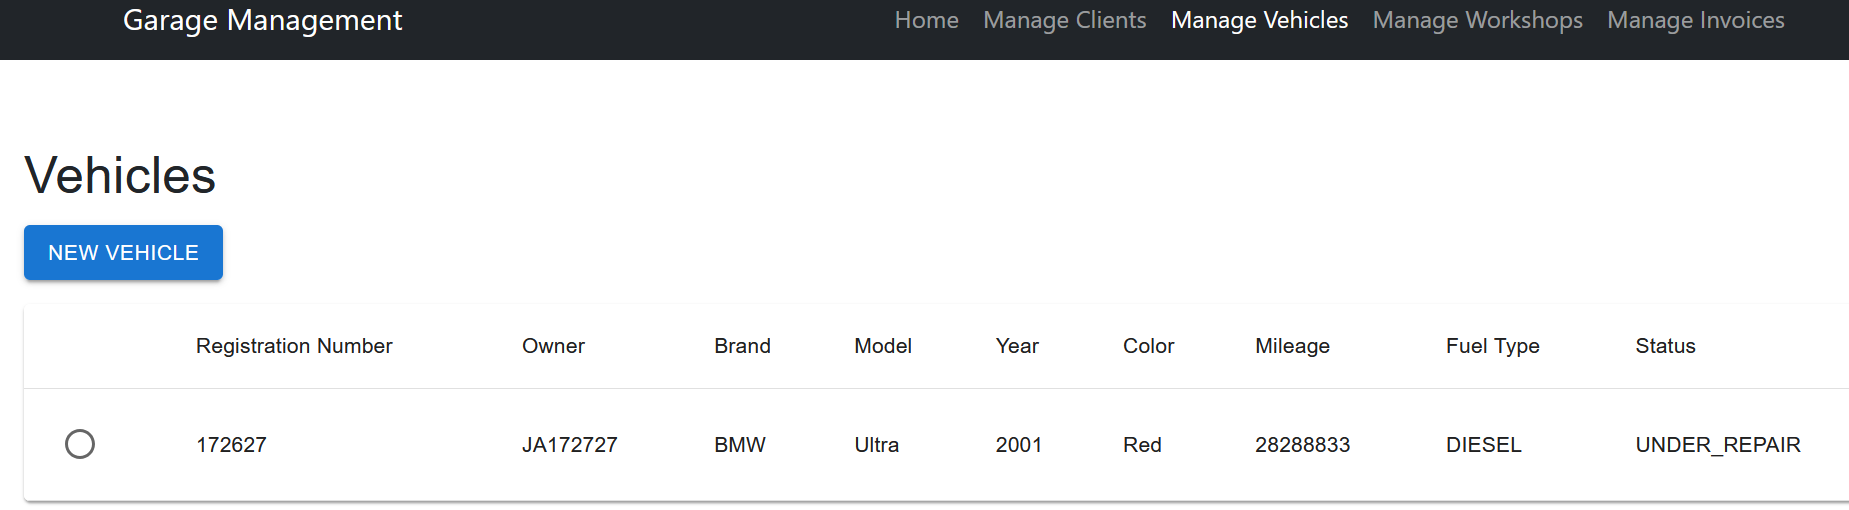 Garage Management Home Manage Clients Manage Vehicles Manage Workshops Manage Invoices
Vehicles
NEW VEHICLE
Registration Number Owner Brand Model Year Color Mileage Fuel Type Status
172627 JA172727 BMW Ultra 2001 Red 28288833 DIESEL UNDER_REPAIR